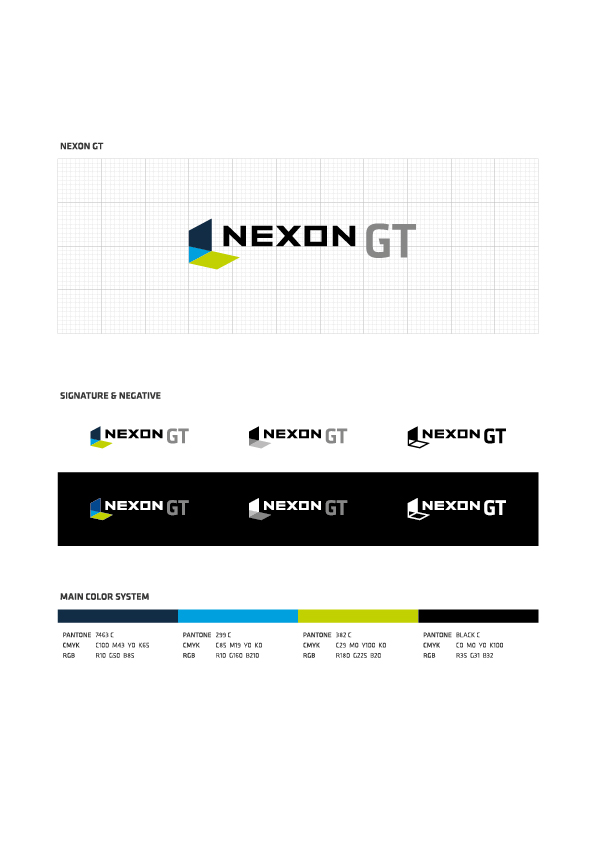 NEXON GT
NEXON GT
SIGNATURE & NEGATIVE
NEXON GT NEXON GT NEXON GT
NEXON GT NEXON GT NEXON GT
MAIN COLOR SYSTEM
PANTONE 7463 C PANTONE 299 C PANTONE 382 C PANTONE BLACK C
CMYK C100 M43 Y0 K65 CMYK C85 M19 Y0 K0 CMYK C29 M0 Y100 K0 CMYK C0 M0 Y0 K100
RGB R10 G50 B85 RGB R10 G160 B210 RGB R180 G225 B20 RGB R35 G31 B32